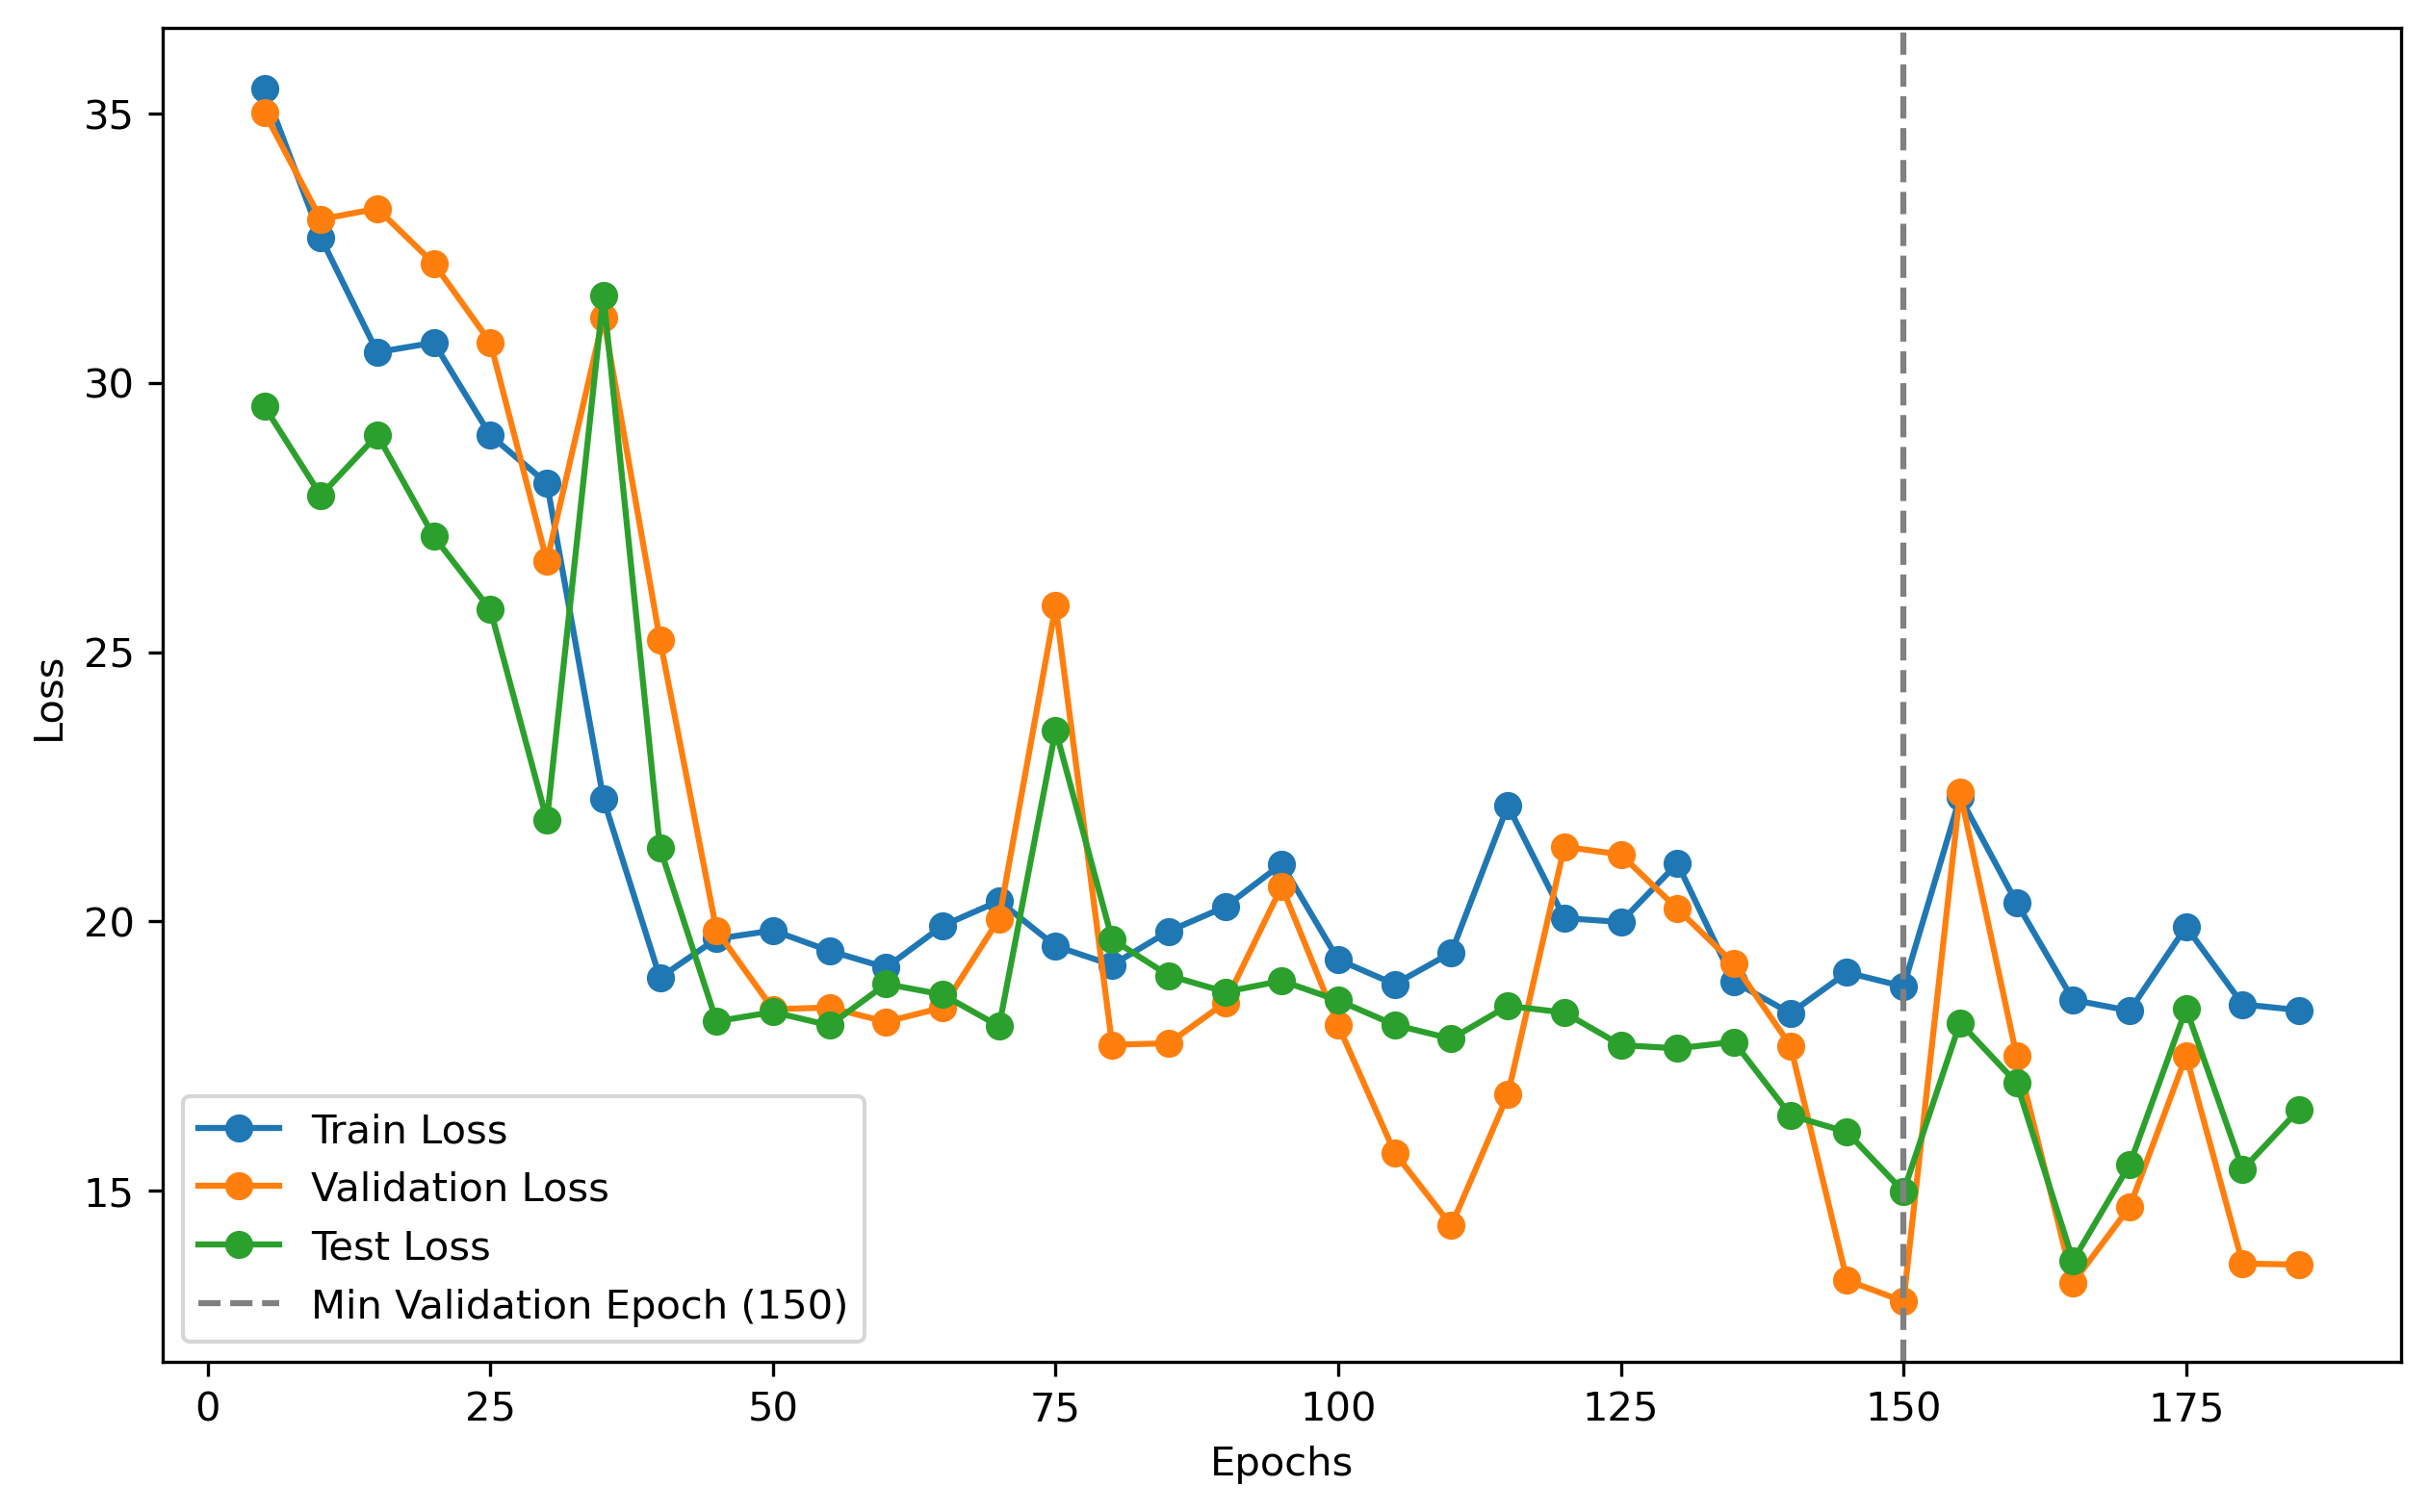 35
30
25
20
15
Loss
Train Loss
Validation Loss
Test Loss
Min Validation Epoch (150)
0 25 50 75 100 125 150 175
Epochs